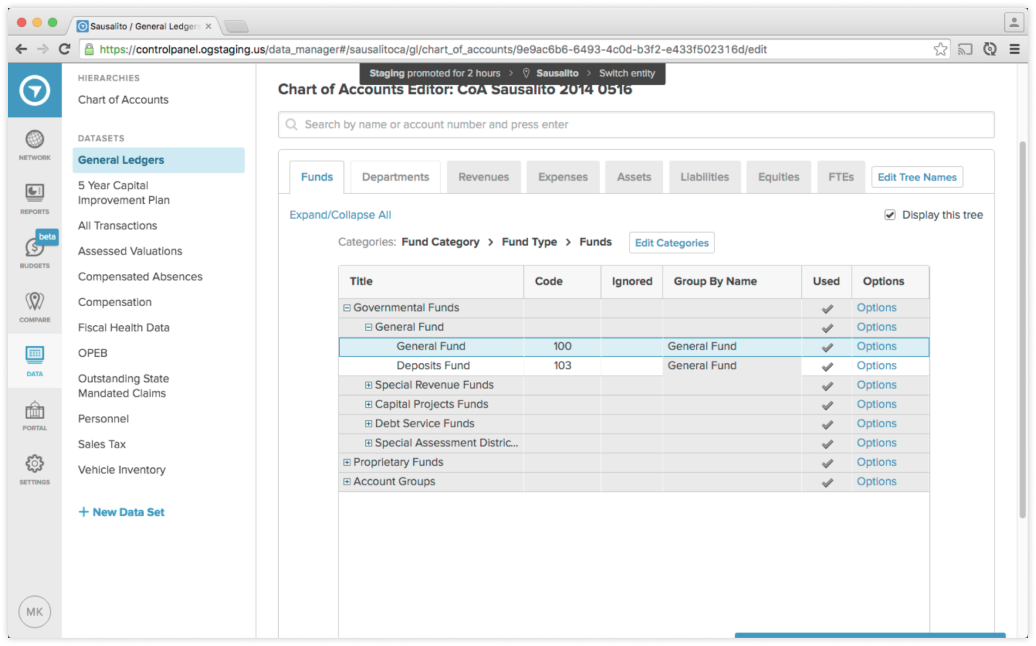 Sausalito / General Ledger
https://controlpanel.ogstaging.us/data_manager#/sausalitoca/gl/chart_of_accounts/9e9ac6b6-6493-4c0d-b3f2-e433f502316d/edit
Staging promoted for 2 hours > Sausalito > Switch entity
HIERARCHIES
Chart of Accounts
DATASETS
General Ledgers
5 Year Capital
Improvement Plan
All Transactions
Assessed Valuations
Compensated Absences
Compensation
Fiscal Health Data
OPEB
Outstanding State
Mandated Claims
Personnel
Sales Tax
Vehicle Inventory
+ New Data Set
NETWORK
REPORTS
beta
BUDGETS
COMPARE
DATA
PORTAL
SETTINGS
MK
Chart of Accounts Editor: CoA Sausalito 2014 0516
Search by name or account number and press enter
Funds Departments Revenues Expenses Assets Liabilities Equities FTEs Edit Tree Names
Expand/Collapse All Display this tree
Categories: Fund Category > Fund Type > Funds Edit Categories
Title Code Ignored Group By Name Used Options
Governmental Funds Options
General Fund Options
General Fund 100 General Fund Options
Deposits Fund 103 General Fund Options
Special Revenue Funds Options
Capital Projects Funds Options
Debt Service Funds Options
Special Assessment Distric... Options
Proprietary Funds Options
Account Groups Options